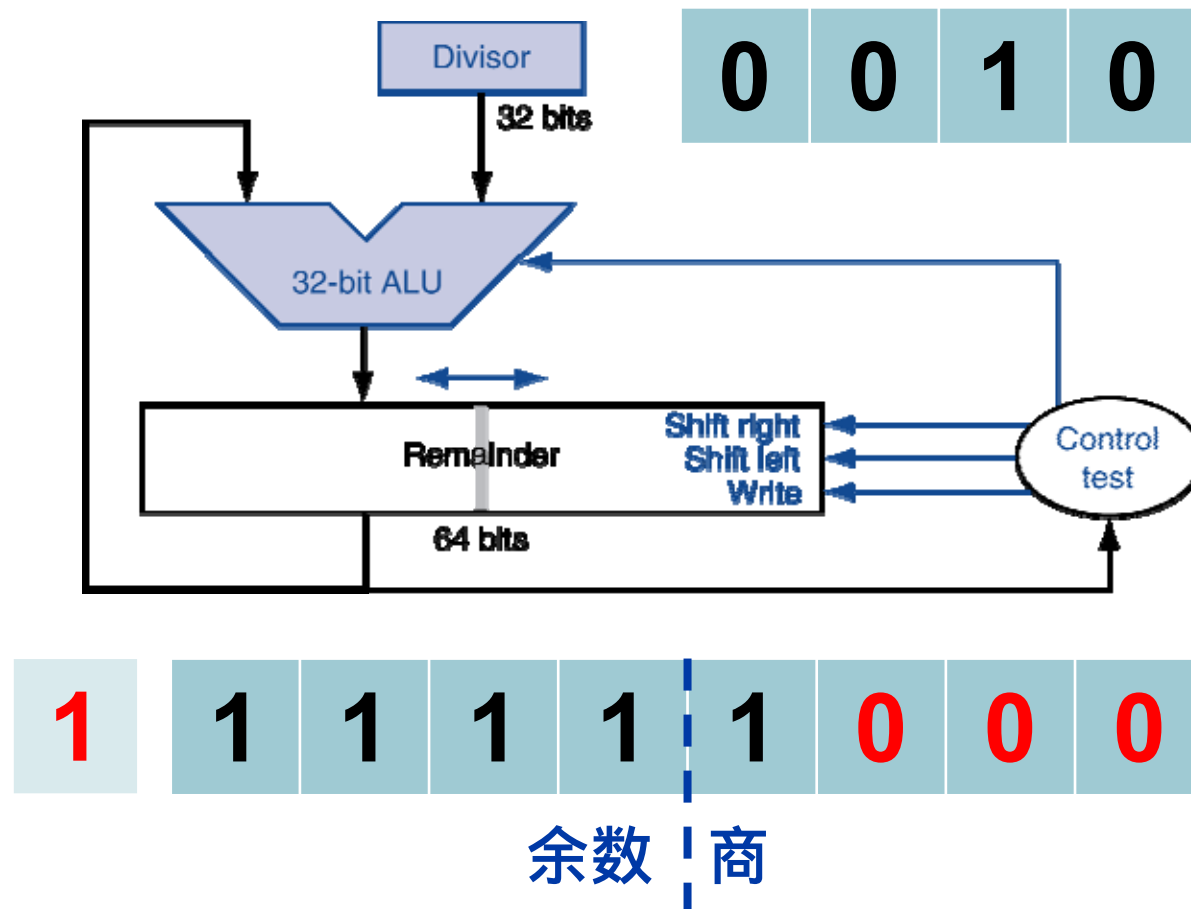 Divisor
0 0 1 0
32 bits
32-bit ALU
Remainder
Shift right
Shift left
Write
Control
test
64 bits
1 1 1 1 1 1 0 0 0
余数 商